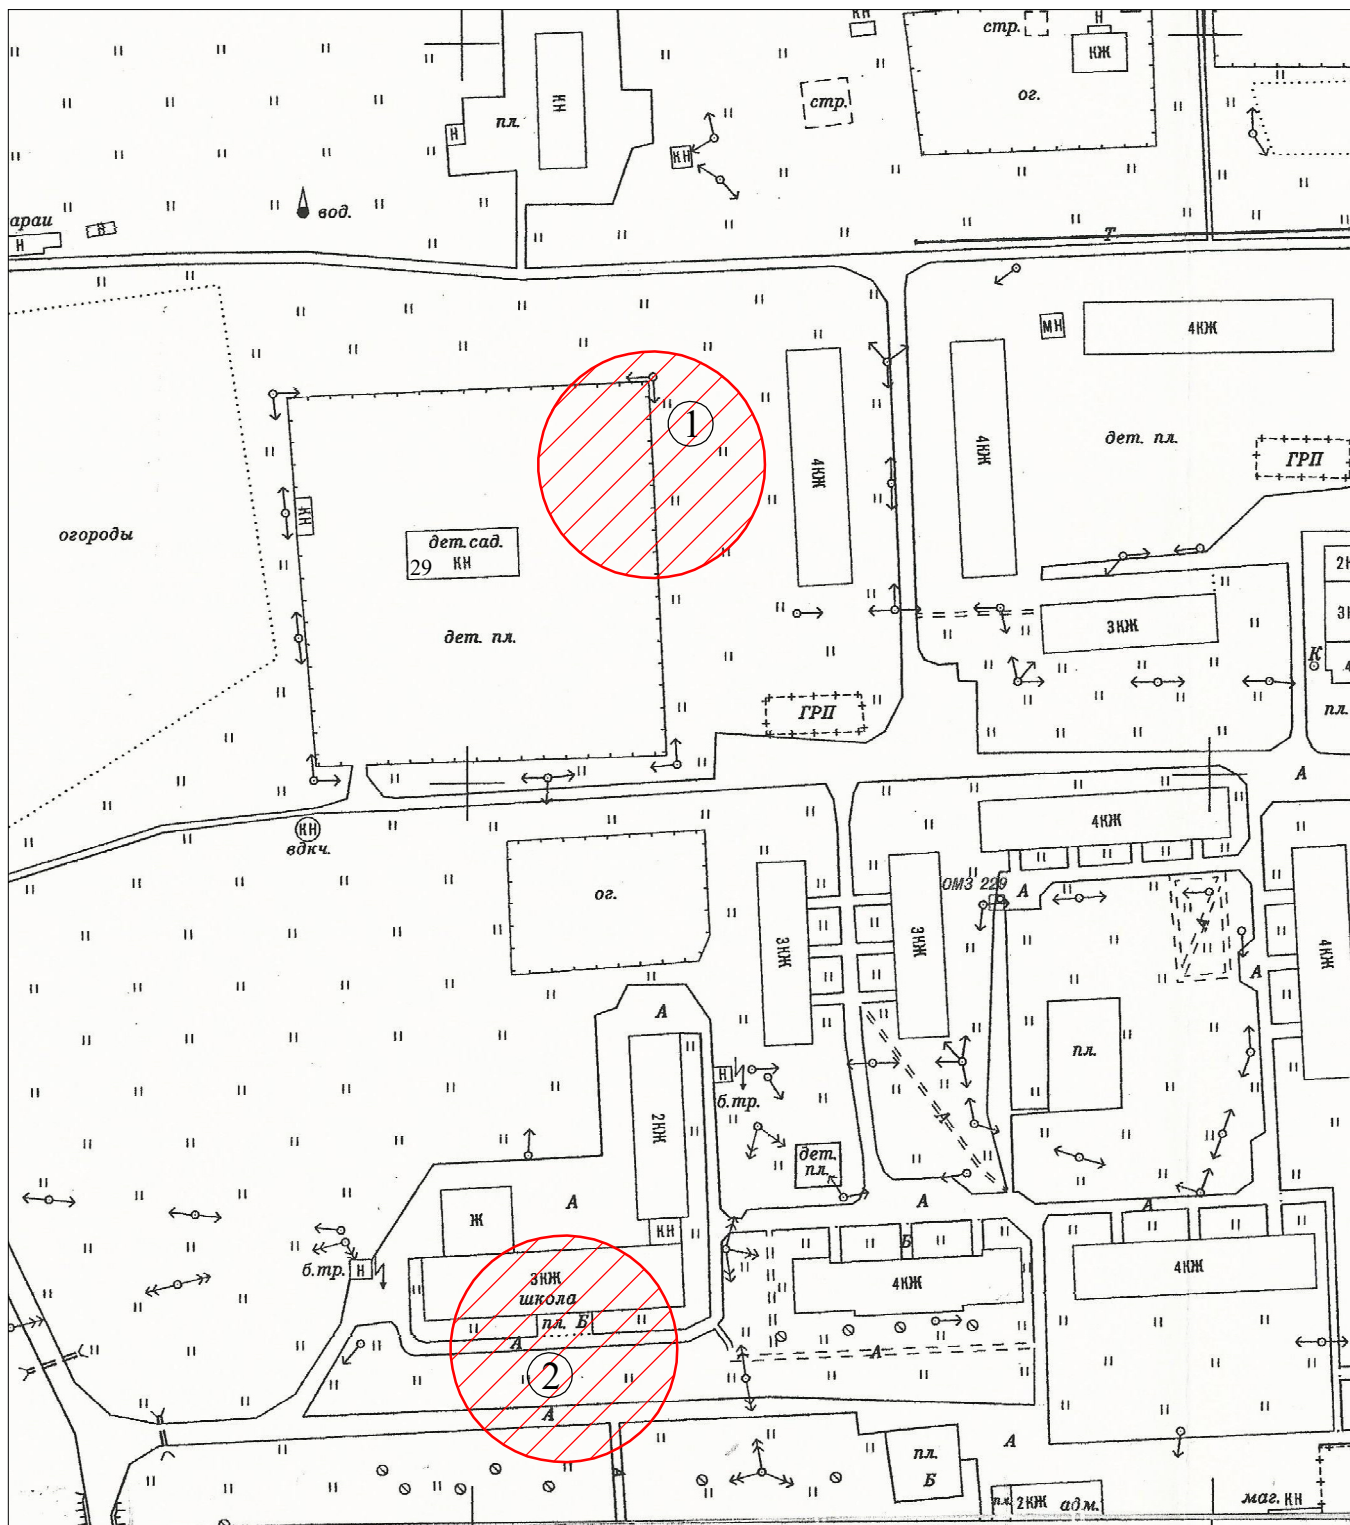 КН
стр.
Н
КЖ
ог.
стр.
КН
пл.
Н
КН
араи
Н
Н
вод.
Т
МН
4КЖ
1
4КЖ
4КЖ
дет. пл.
ГРП
огороды
КН
дет.сад.
29
КН
дет. пл.
3КЖ
К
пл.
ГРП
А
КН
вдкч.
4КЖ
ог.
ОМЗ 229
А
3КЖ
3КЖ
4КЖ
А
А
пл.
2КЖ
Н
б.тр.
дет.
пл.
А
Ж
А
А
КН
Б
б.тр.
Н
3КЖ
школа
4КЖ
4КЖ
пл. Б
А
А
2
А
А
пл.
Б
А
пл.
2КЖ
адм.
маг. КН